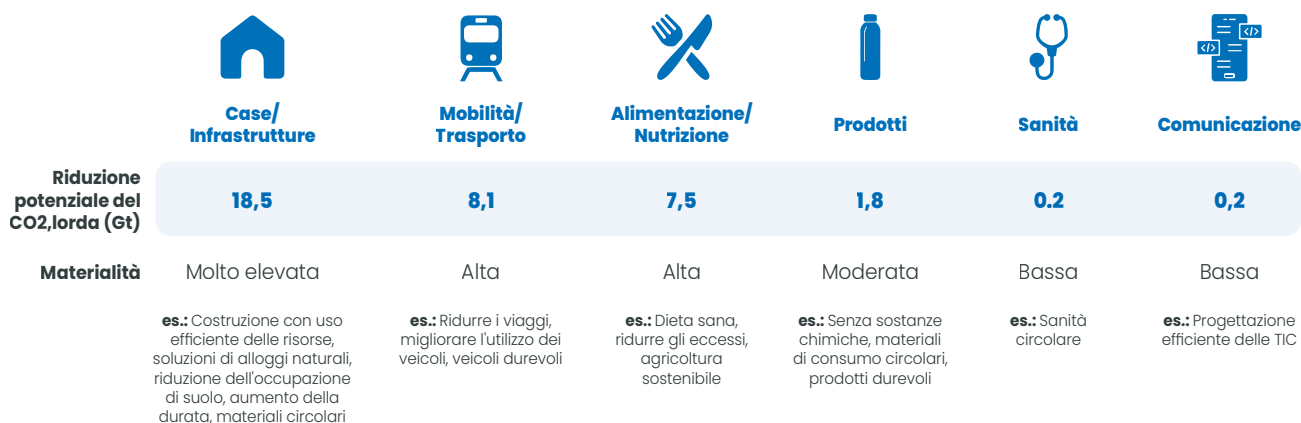 </>
</>
Case/
Infrastrutture
Mobilità/
Trasporto
Alimentazione/
Nutrizione
Prodotti
Sanità
Comunicazione
Riduzione
potenziale del
CO2,lorda (Gt)
18,5
8,1
7,5
1,8
0.2
0,2
Materialità
Molto elevata
Alta
Alta
Moderata
Bassa
Bassa
es.: Costruzione con uso
efficiente delle risorse,
soluzioni di alloggi naturali,
riduzione dell'occupazione
di suolo, aumento della
durata, materiali circolari
es.: Ridurre i viaggi,
migliorare l'utilizzo dei
veicoli, veicoli durevoli
es.: Dieta sana,
ridurre gli eccessi,
agricoltura
sostenibile
es.: Senza sostanze
chimiche, materiali
di consumo circolari,
prodotti durevoli
es.: Sanità
circolare
es.: Progettazione
efficiente delle TIC